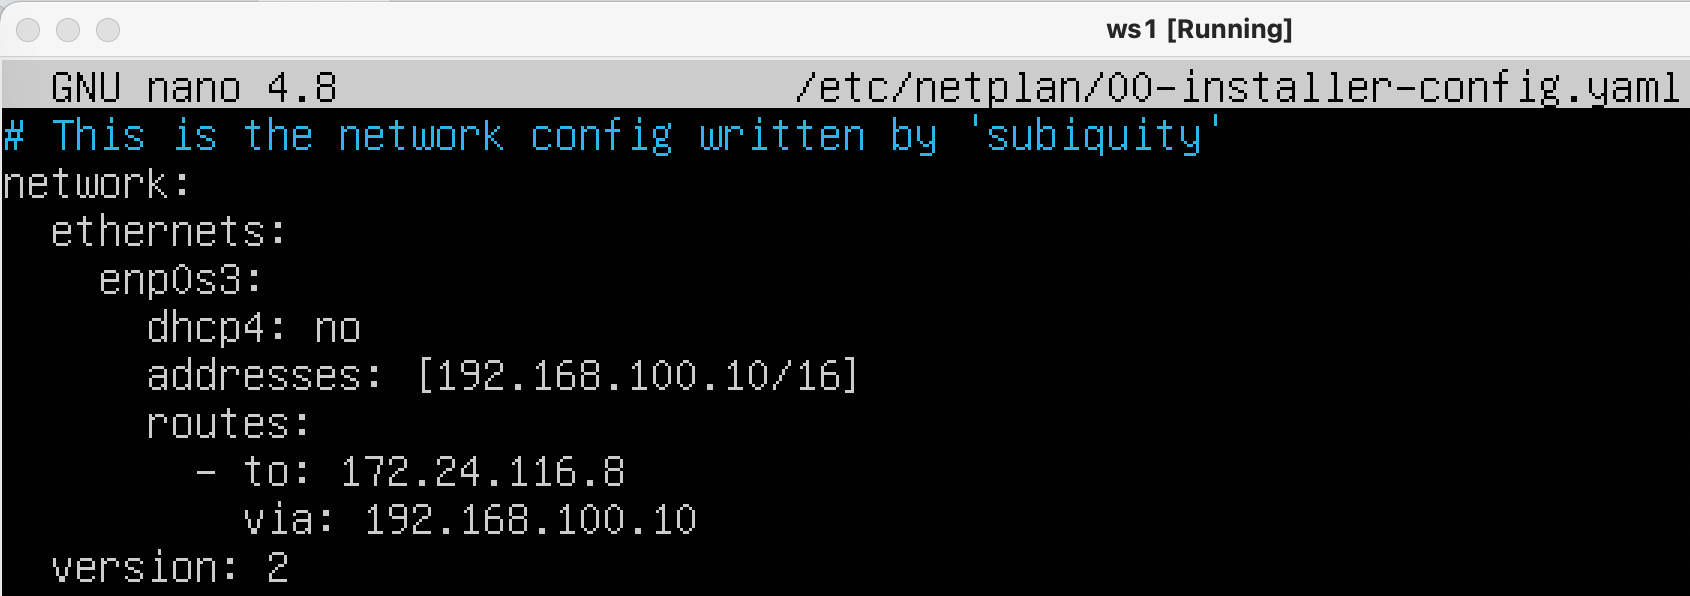 ws1 [Running]
GNU nano 4.8 /etc/netplan/00-installer-config.yaml
# This is the network config written by 'subiquity'
network:
  ethernets:
    enp0s3:
      dhcp4: no
      addresses: [192.168.100.10/16]
      routes:
        - to: 172.24.116.8
          via: 192.168.100.10
  version: 2